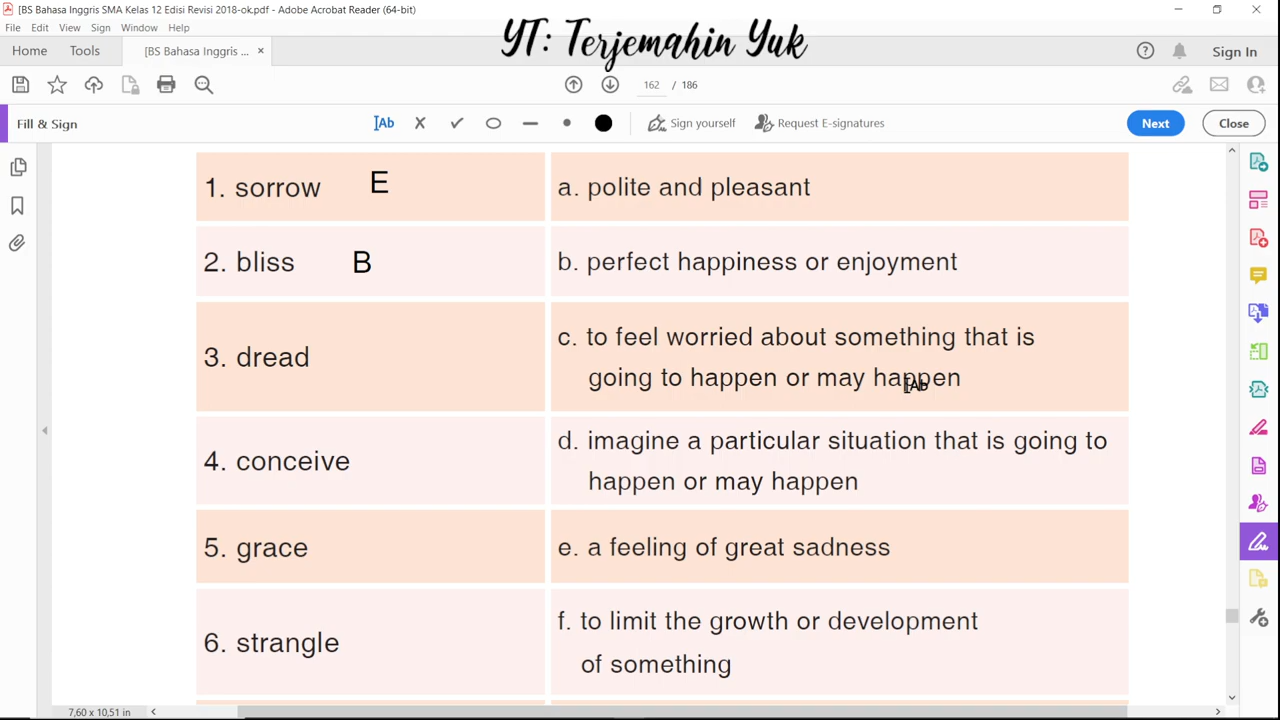 [BS Bahasa Inggris SMA Kelas 12 Edisi Revisi 2018-ok.pdf - Adobe Acrobat Reader (64-bit)
File Edit View Sign Window Help
YT: Terjemahin Yuk
Home Tools [BS Bahasa Inggris ... × Sign In
162 / 186
Fill & Sign Ab Sign yourself Request E-signatures Next Close
1. sorrow E a. polite and pleasant
2. bliss B b. perfect happiness or enjoyment
3. dread c. to feel worried about something that is
going to happen or may happen
Ab
4. conceive d. imagine a particular situation that is going to
happen or may happen
5. grace e. a feeling of great sadness
6. strangle f. to limit the growth or development
of something
7,60 x 10,51 in